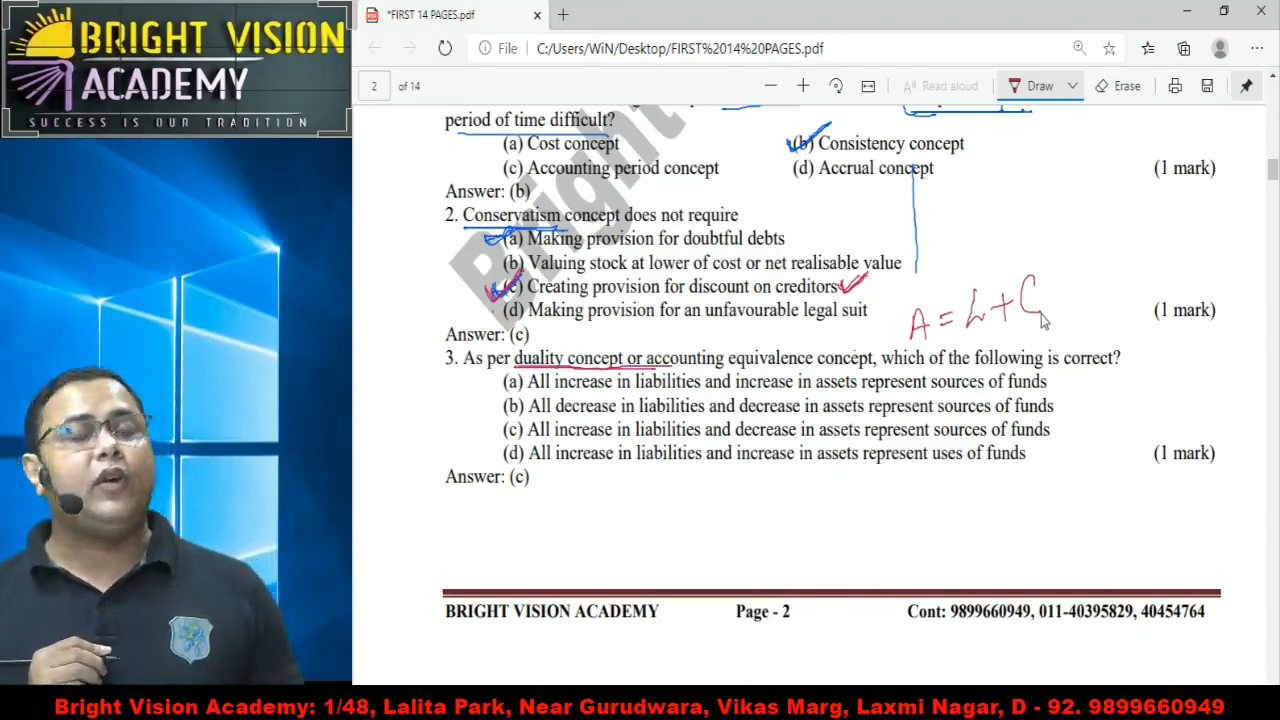 BRIGHT VISION
ACADEMY
SUCCESS IS OUR TRADITION
*FIRST 14 PAGES.pdf
File C:/Users/WiN/Desktop/FIRST%2014%20PAGES.pdf
2 of 14 Read aloud Draw Erase
period of time difficult?
(a) Cost concept (b) Consistency concept
(c) Accounting period concept (d) Accrual concept (1 mark)
Answer: (b)
2. Conservatism concept does not require
(a) Making provision for doubtful debts
(b) Valuing stock at lower of cost or net realisable value
(c) Creating provision for discount on creditors
(d) Making provision for an unfavourable legal suit (1 mark)
A = L + C
Answer: (c)
3. As per duality concept or accounting equivalence concept, which of the following is correct?
(a) All increase in liabilities and increase in assets represent sources of funds
(b) All decrease in liabilities and decrease in assets represent sources of funds
(c) All increase in liabilities and decrease in assets represent sources of funds
(d) All increase in liabilities and increase in assets represent uses of funds (1 mark)
Answer: (c)
Bright
BRIGHT VISION ACADEMY Page - 2 Cont: 9899660949, 011-40395829, 40454764
Bright Vision Academy: 1/48, Lalita Park, Near Gurudwara, Vikas Marg, Laxmi Nagar, D - 92. 9899660949